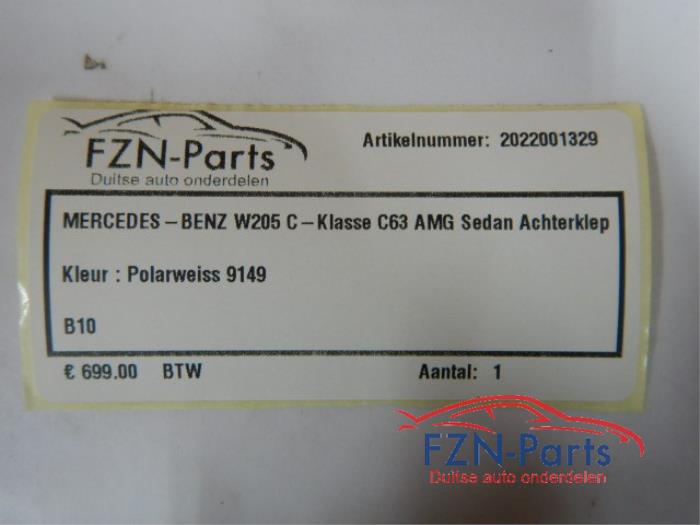 FZN-Parts
Duitse auto onderdelen
Artikelnummer: 2022001329
MERCEDES-BENZ W205 C-Klasse C63 AMG Sedan Achterklep
Kleur : Polarweiss 9149
B10
€ 699.00 BTW
Aantal: 1
FZN-Parts
Duitse auto onderdelen